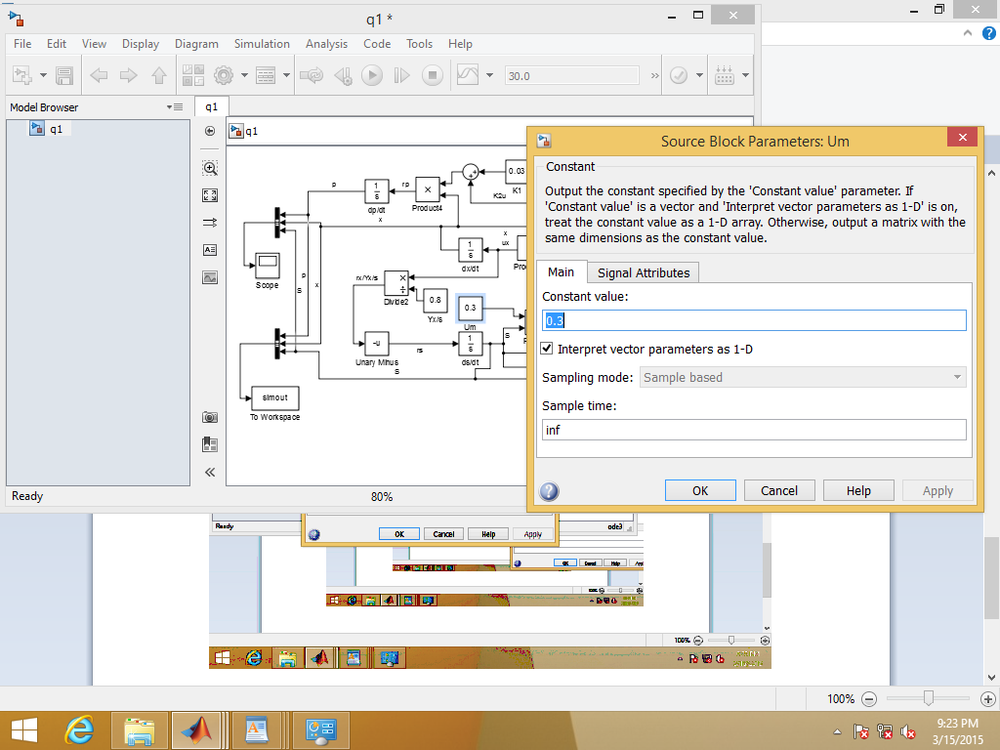 q1 *
File Edit View Display Diagram Simulation Analysis Code Tools Help
30.0
»
Model Browser
q1
q1
q1
p
1
s
dp/dt
x
rp
×
Product4
+
+
K2u
0.03
K1
x
ux
1
s
dx/dt
Scope
p
s
x
rx/Yx/s
×
÷
Divide2
0.8
Yx/s
0.3
Um
S
-u
Unary Minus
S
rs
1
s
ds/dt
simout
To Workspace
Ready
80%
Source Block Parameters: Um
Constant
Output the constant specified by the 'Constant value' parameter. If
'Constant value' is a vector and 'Interpret vector parameters as 1-D' is on,
treat the constant value as a 1-D array. Otherwise, output a matrix with the
same dimensions as the constant value.
Main
Signal Attributes
Constant value:
0.3
Interpret vector parameters as 1-D
Sampling mode: Sample based
Sample time:
inf
OK Cancel Help Apply
Ready
OK Cancel Help Apply
ode3
100%
100%
9:23 PM
3/15/2015